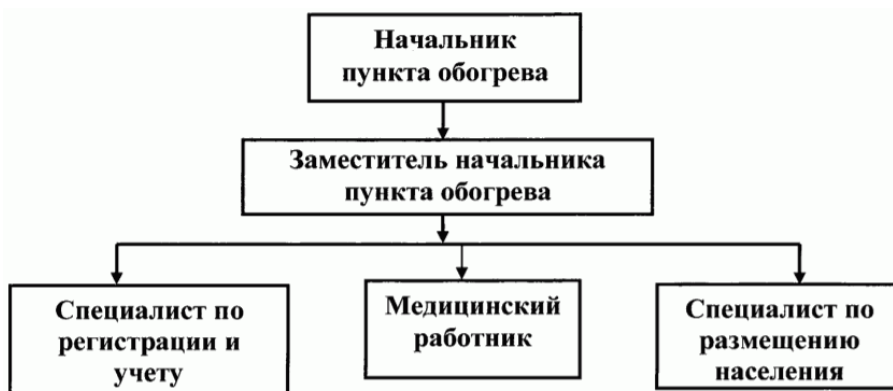 Начальник
пункта обогрева
Заместитель начальника
пункта обогрева
Специалист по
регистрации и
учету
Медицинский
работник
Специалист по
размещению
населения